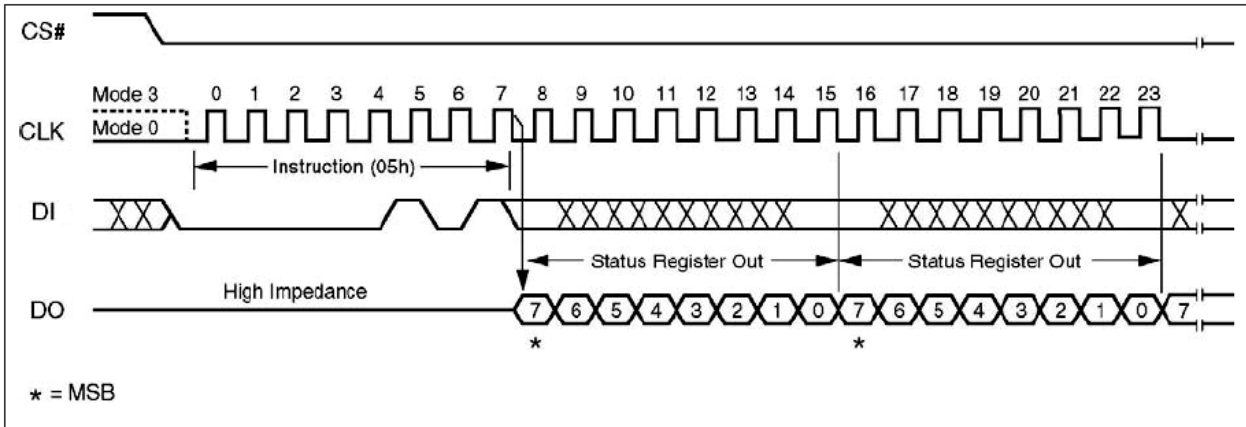 CS#
Mode 3 0 1 2 3 4 5 6 7 8 9 10 11 12 13 14 15 16 17 18 19 20 21 22 23
CLK Mode 0
Instruction (05h)
DI
Status Register Out Status Register Out
High Impedance
DO 7 6 5 4 3 2 1 0 7 6 5 4 3 2 1 0 7
* *
* = MSB